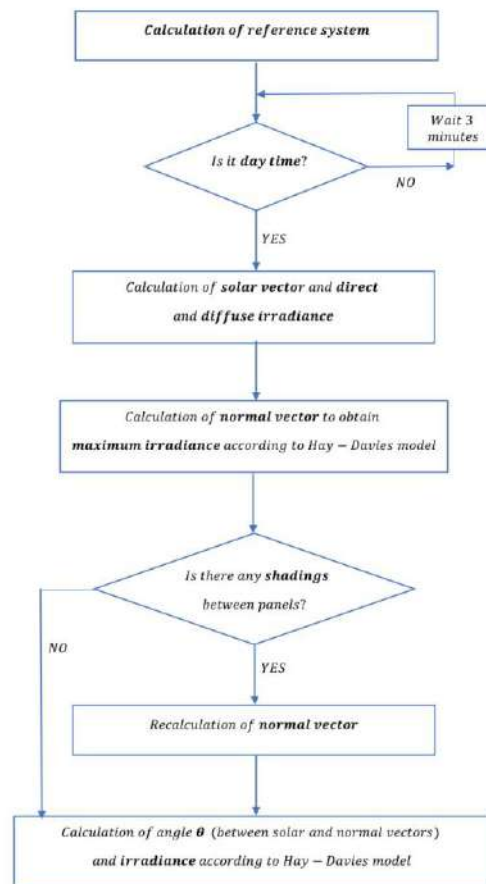 Calculation of reference system
Wait 3
minutes
Is it day time?
NO
YES
Calculation of solar vector and direct
and diffuse irradiance
Calculation of normal vector to obtain
maximum irradiance according to Hay − Davies model
Is there any shadings
between panels?
NO
YES
Recalculation of normal vector
Calculation of angle θ (between solar and normal vectors)
and irradiance according to Hay − Davies model